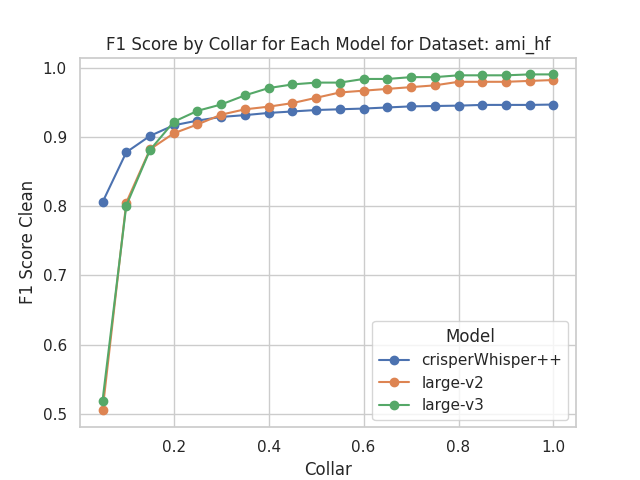 F1 Score by Collar for Each Model for Dataset: ami_hf
1.0
0.9
0.8
0.7
0.6
0.5
F1 Score Clean
Model
crisperWhisper++
large-v2
large-v3
0.2
0.4
0.6
0.8
1.0
Collar